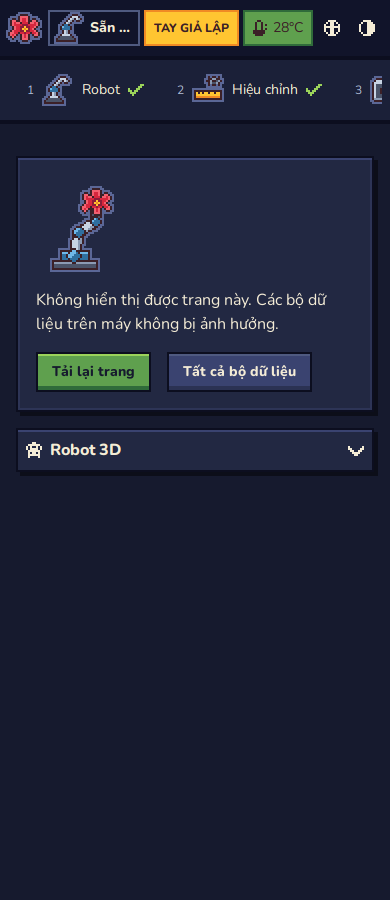 Sẵn ...
TAY GIẢ LẬP
28°C
1 Robot
2 Hiệu chỉnh
3
Không hiển thị được trang này. Các bộ dữ
liệu trên máy không bị ảnh hưởng.
Tải lại trang
Tất cả bộ dữ liệu
Robot 3D